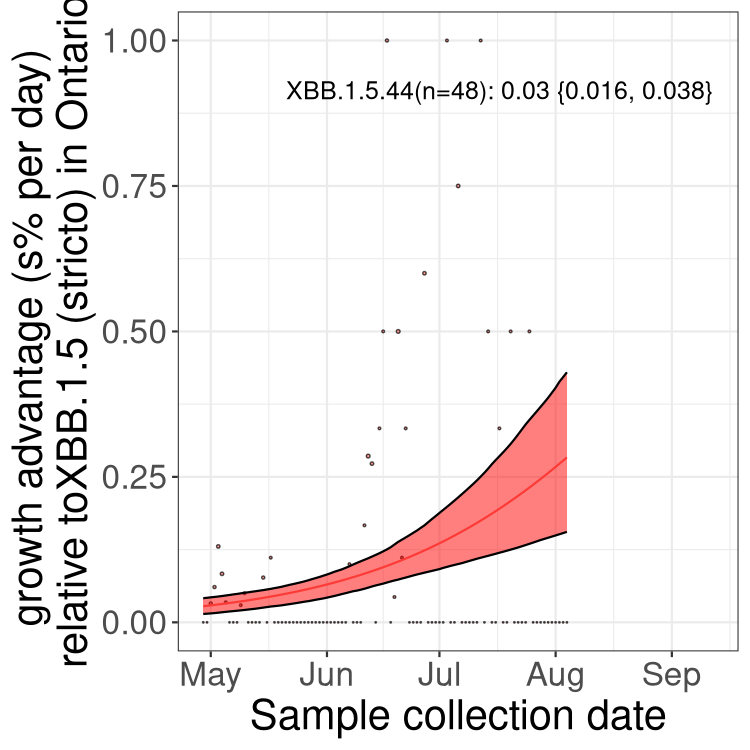 growth advantage (s% per day)
relative toXBB.1.5 (stricto) in Ontario
1.00
0.75
0.50
0.25
0.00
XBB.1.5.44(n=48): 0.03 {0.016, 0.038}
May Jun Jul Aug Sep
Sample collection date